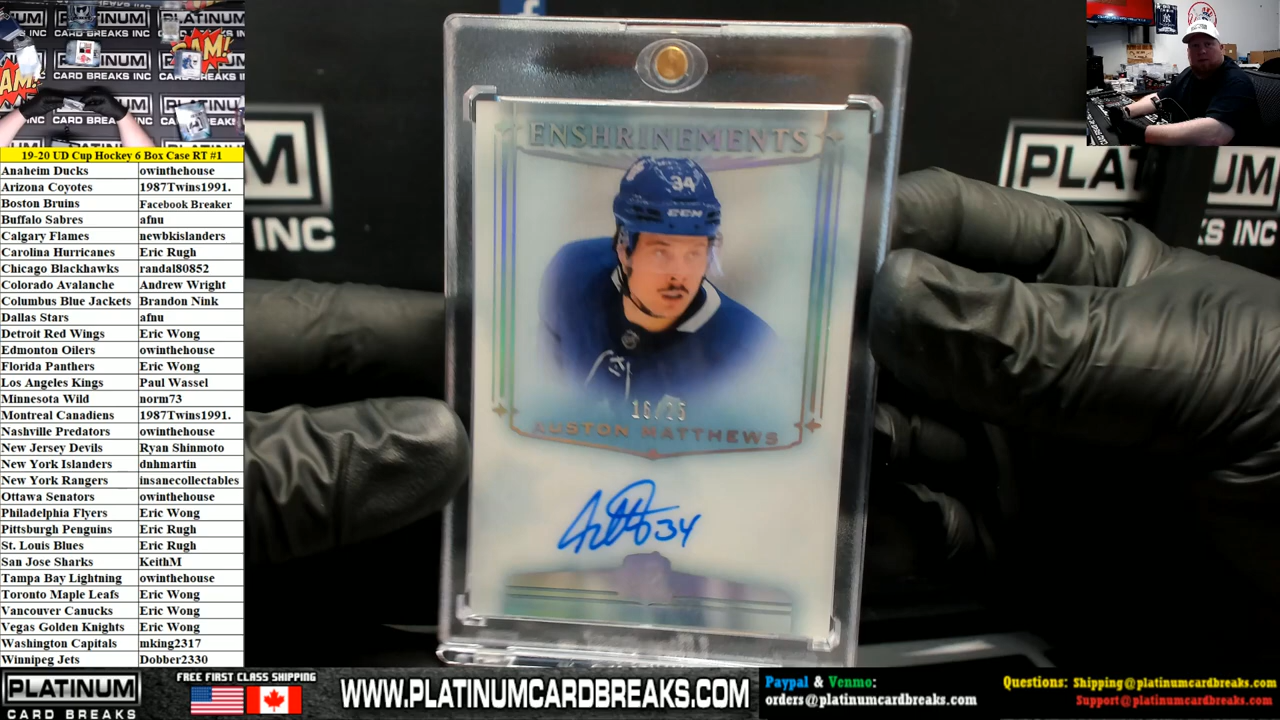 PLATINUM
CARD BREAKS INC
19-20 UD Cup Hockey 6 Box Case RT #1
Anaheim Ducks owinthehouse
Arizona Coyotes 1987Twins1991.
Boston Bruins Facebook Breaker
Buffalo Sabres afnu
Calgary Flames newbkislanders
Carolina Hurricanes Eric Rugh
Chicago Blackhawks randal80852
Colorado Avalanche Andrew Wright
Columbus Blue Jackets Brandon Nink
Dallas Stars afnu
Detroit Red Wings Eric Wong
Edmonton Oilers owinthehouse
Florida Panthers Eric Wong
Los Angeles Kings Paul Wassel
Minnesota Wild norm73
Montreal Canadiens 1987Twins1991.
Nashville Predators owinthehouse
New Jersey Devils Ryan Shinmoto
New York Islanders dnhmartin
New York Rangers insanecollectables
Ottawa Senators owinthehouse
Philadelphia Flyers Eric Wong
Pittsburgh Penguins Eric Rugh
St. Louis Blues Eric Rugh
San Jose Sharks KeithM
Tampa Bay Lightning owinthehouse
Toronto Maple Leafs Eric Wong
Vancouver Canucks Eric Wong
Vegas Golden Knights Eric Wong
Washington Capitals mking2317
Winnipeg Jets Dobber2330
ENSHRINEMENTS
34
CCM
16/25
AUSTON MATTHEWS
34
PLATINUM
CARD BREAKS
FREE FIRST CLASS SHIPPING
WWW.PLATINUMCARDBREAKS.COM
Paypal & Venmo:
orders@platinumcardbreaks.com
Questions: Shipping@platinumcardbreaks.com
Support@platinumcardbreaks.com